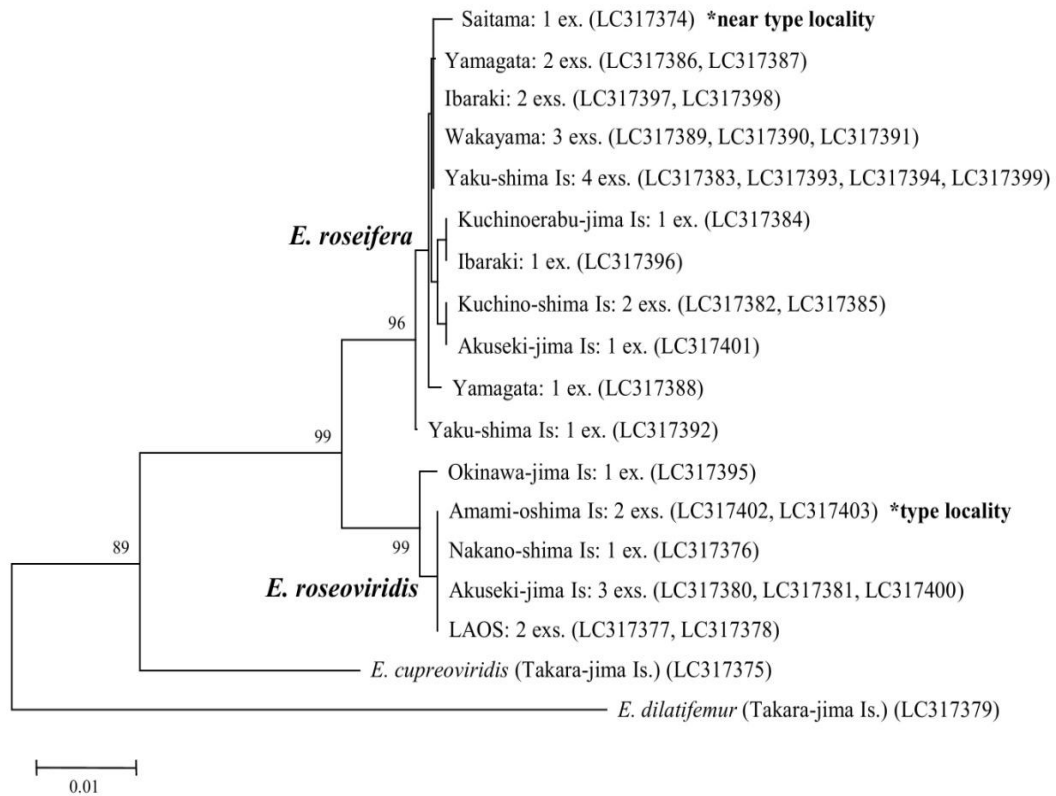 Saitama: 1 ex. (LC317374) *near type locality
Yamagata: 2 exs. (LC317386, LC317387)
Ibaraki: 2 exs. (LC317397, LC317398)
Wakayama: 3 exs. (LC317389, LC317390, LC317391)
Yaku-shima Is: 4 exs. (LC317383, LC317393, LC317394, LC317399)
Kuchinoerabu-jima Is: 1 ex. (LC317384)
E. roseifera
Ibaraki: 1 ex. (LC317396)
Kuchino-shima Is: 2 exs. (LC317382, LC317385)
96
Akuseki-jima Is: 1 ex. (LC317401)
Yamagata: 1 ex. (LC317388)
Yaku-shima Is: 1 ex. (LC317392)
99
Okinawa-jima Is: 1 ex. (LC317395)
Amami-oshima Is: 2 exs. (LC317402, LC317403) *type locality
89
99
Nakano-shima Is: 1 ex. (LC317376)
E. roseoviridis
Akuseki-jima Is: 3 exs. (LC317380, LC317381, LC317400)
LAOS: 2 exs. (LC317377, LC317378)
E. cupreoviridis (Takara-jima Is.) (LC317375)
E. dilatifemur (Takara-jima Is.) (LC317379)
0.01